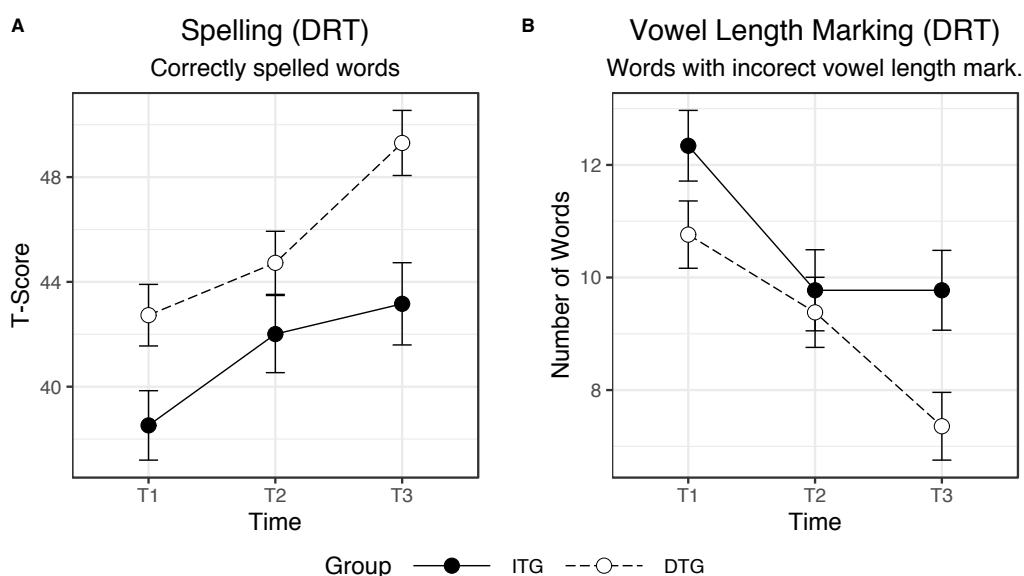 A
Spelling (DRT)
Correctly spelled words
48
44
40
T-Score
T1 T2 T3
Time
B
Vowel Length Marking (DRT)
Words with incorect vowel length mark.
12
10
8
Number of Words
T1 T2 T3
Time
Group ITG DTG